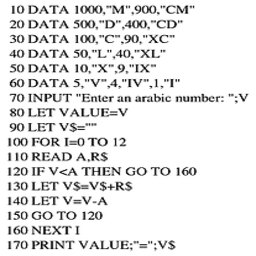 10 DATA 1000,"M",900,"CM"
20 DATA 500,"D",400,"CD"
30 DATA 100,"C",90,"XC"
40 DATA 50,"L",40,"XL"
50 DATA 10,"X",9,"IX"
60 DATA 5,"V",4,"IV",1,"I"
70 INPUT "Enter an arabic number: ";V
80 LET VALUE=V
90 LET V$=""
100 FOR I=0 TO 12
110 READ A,R$
120 IF V<A THEN GO TO 160
130 LET V$=V$+R$
140 LET V=V-A
150 GO TO 120
160 NEXT I
170 PRINT VALUE;"=";V$